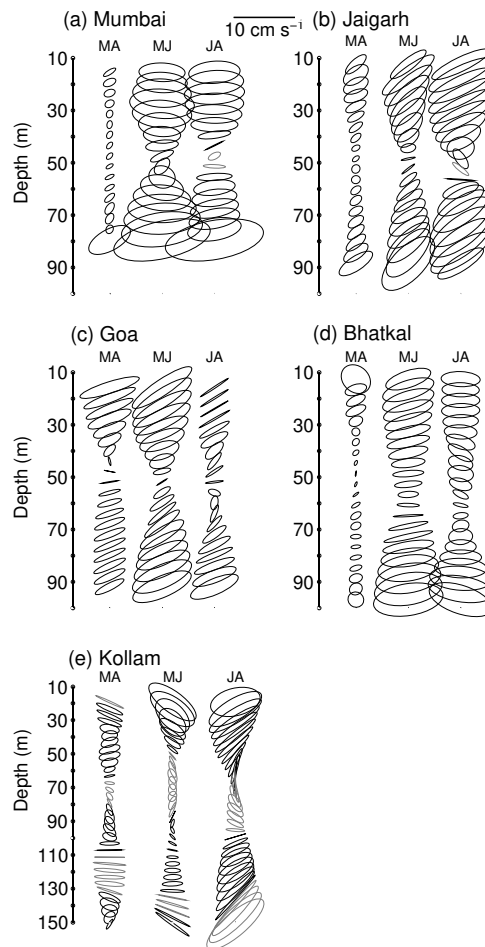 (a) Mumbai
10 cm s⁻¹
(b) Jaigarh
MA MJ JA
MA MJ JA
10
30
50
70
90
Depth (m)
10
30
50
70
90
Depth (m)
(c) Goa
(d) Bhatkal
MA MJ JA
MA MJ JA
10
30
50
70
90
Depth (m)
10
30
50
70
90
(e) Kollam
MA MJ JA
10
30
50
70
90
110
130
150
Depth (m)